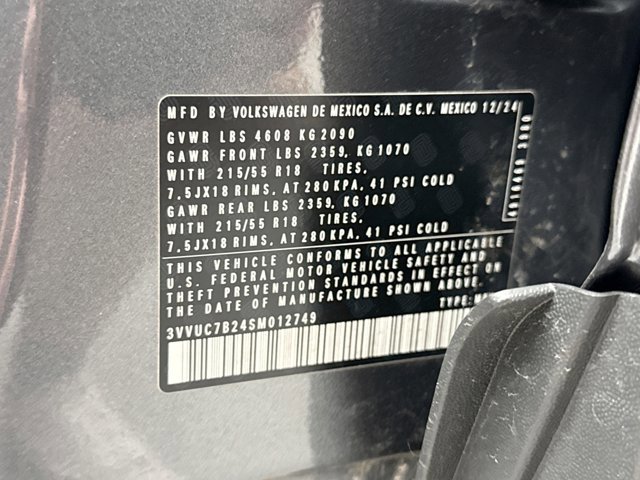 MFD BY VOLKSWAGEN DE MEXICO S.A. DE C.V. MEXICO 12/24
GVWR LBS 4608 KG 2090
GAWR FRONT LBS 2359, KG 1070
WITH 215/55 R18 TIRES,
7,5JX18 RIMS, AT 280 KPA, 41 PSI COLD
GAWR REAR LBS 2359, KG 1070
WITH 215/55 R18 TIRES,
7,5JX18 RIMS, AT 280 KPA, 41 PSI COLD
THIS VEHICLE CONFORMS TO ALL APPLICABLE
U.S. FEDERAL MOTOR VEHICLE SAFETY AND
THEFT PREVENTION STANDARDS IN EFFECT ON
THE DATE OF MANUFACTURE SHOWN ABOVE
3VVUC7B24SM012749
TYPE: